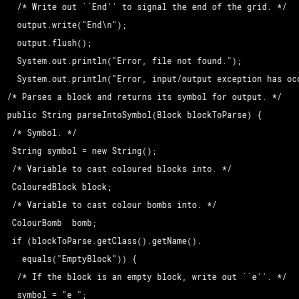 /* Write out ``End'' to signal the end of the grid. */
output.write("End\n");
output.flush();
System.out.println("Error, file not found.");
System.out.println("Error, input/output exception has
/* Parses a block and returns its symbol for output. */
public String parseIntoSymbol(Block blockToParse) {
/* Symbol. */
String symbol = new String();
/* Variable to cast coloured blocks into. */
ColouredBlock block;
/* Variable to cast colour bombs into. */
ColourBomb  bomb;
if (blockToParse.getClass().getName().
equals("EmptyBlock")) {
/* If the block is an empty block, write out ``e''. */
symbol = "e ";